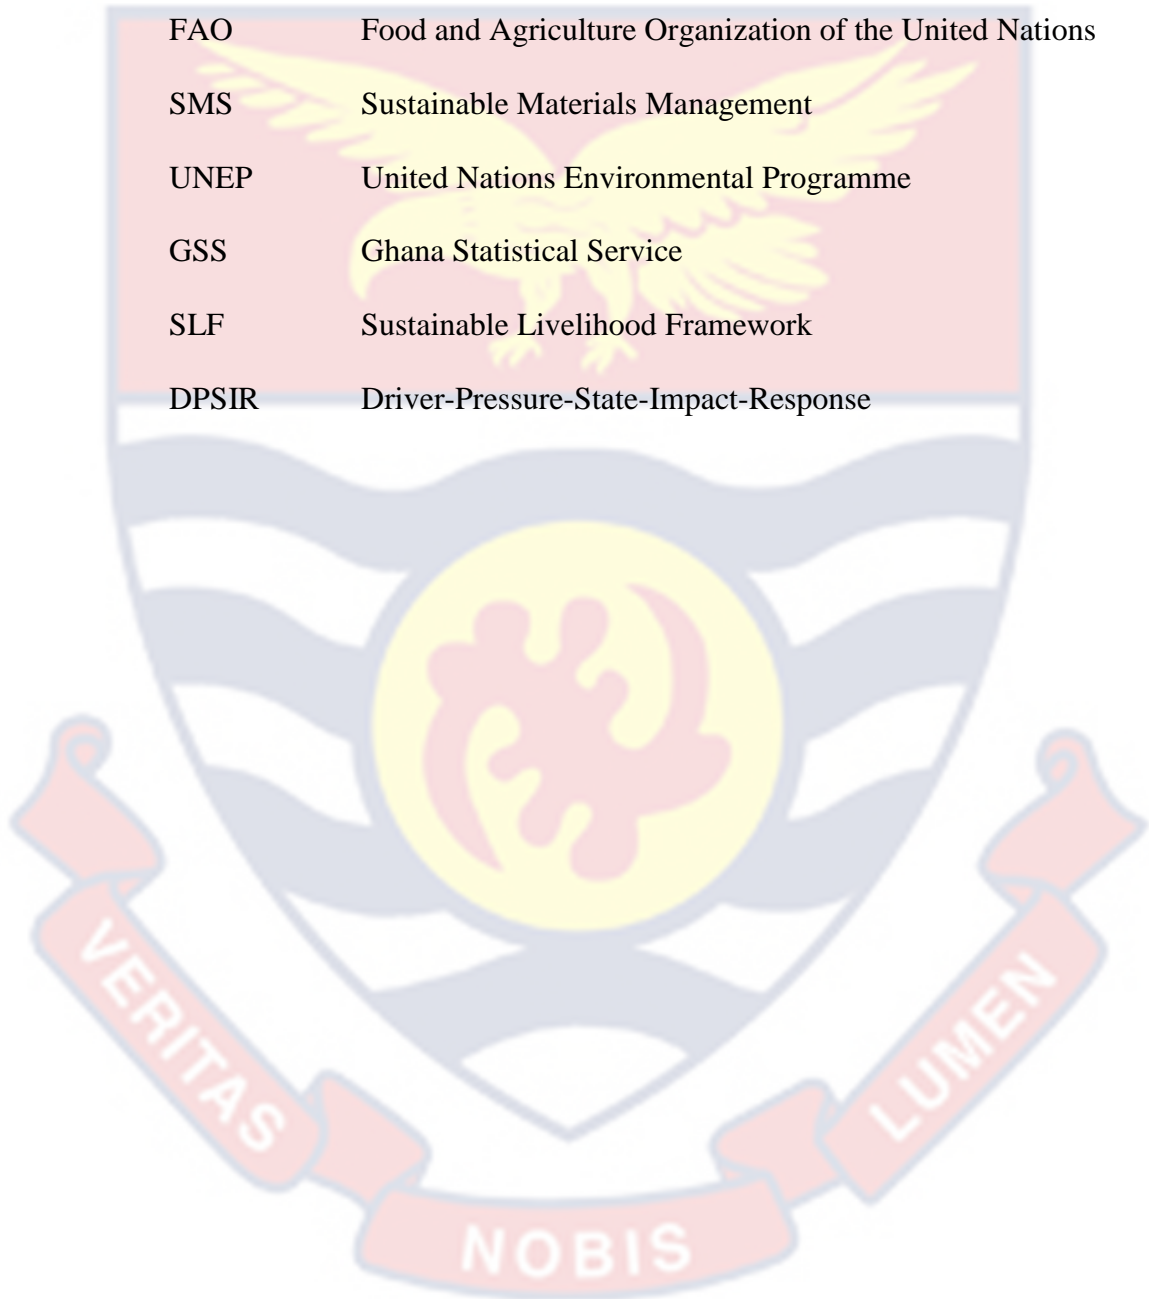 FAO Food and Agriculture Organization of the United Nations
SMS Sustainable Materials Management
UNEP United Nations Environmental Programme
GSS Ghana Statistical Service
SLF Sustainable Livelihood Framework
DPSIR Driver-Pressure-State-Impact-Response
VERITAS
NOBIS
LUMEN